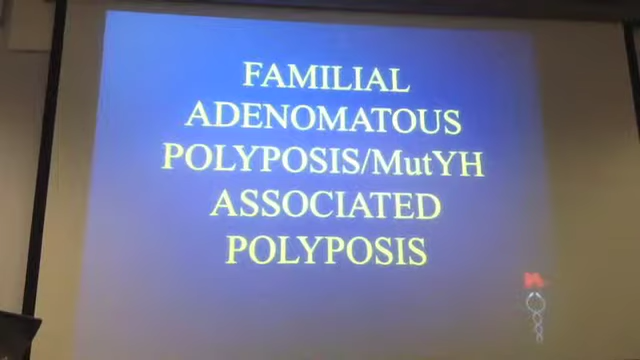 FAMILIAL
ADENOMATOUS
POLYPOSIS/MutYH
ASSOCIATED
POLYPOSIS